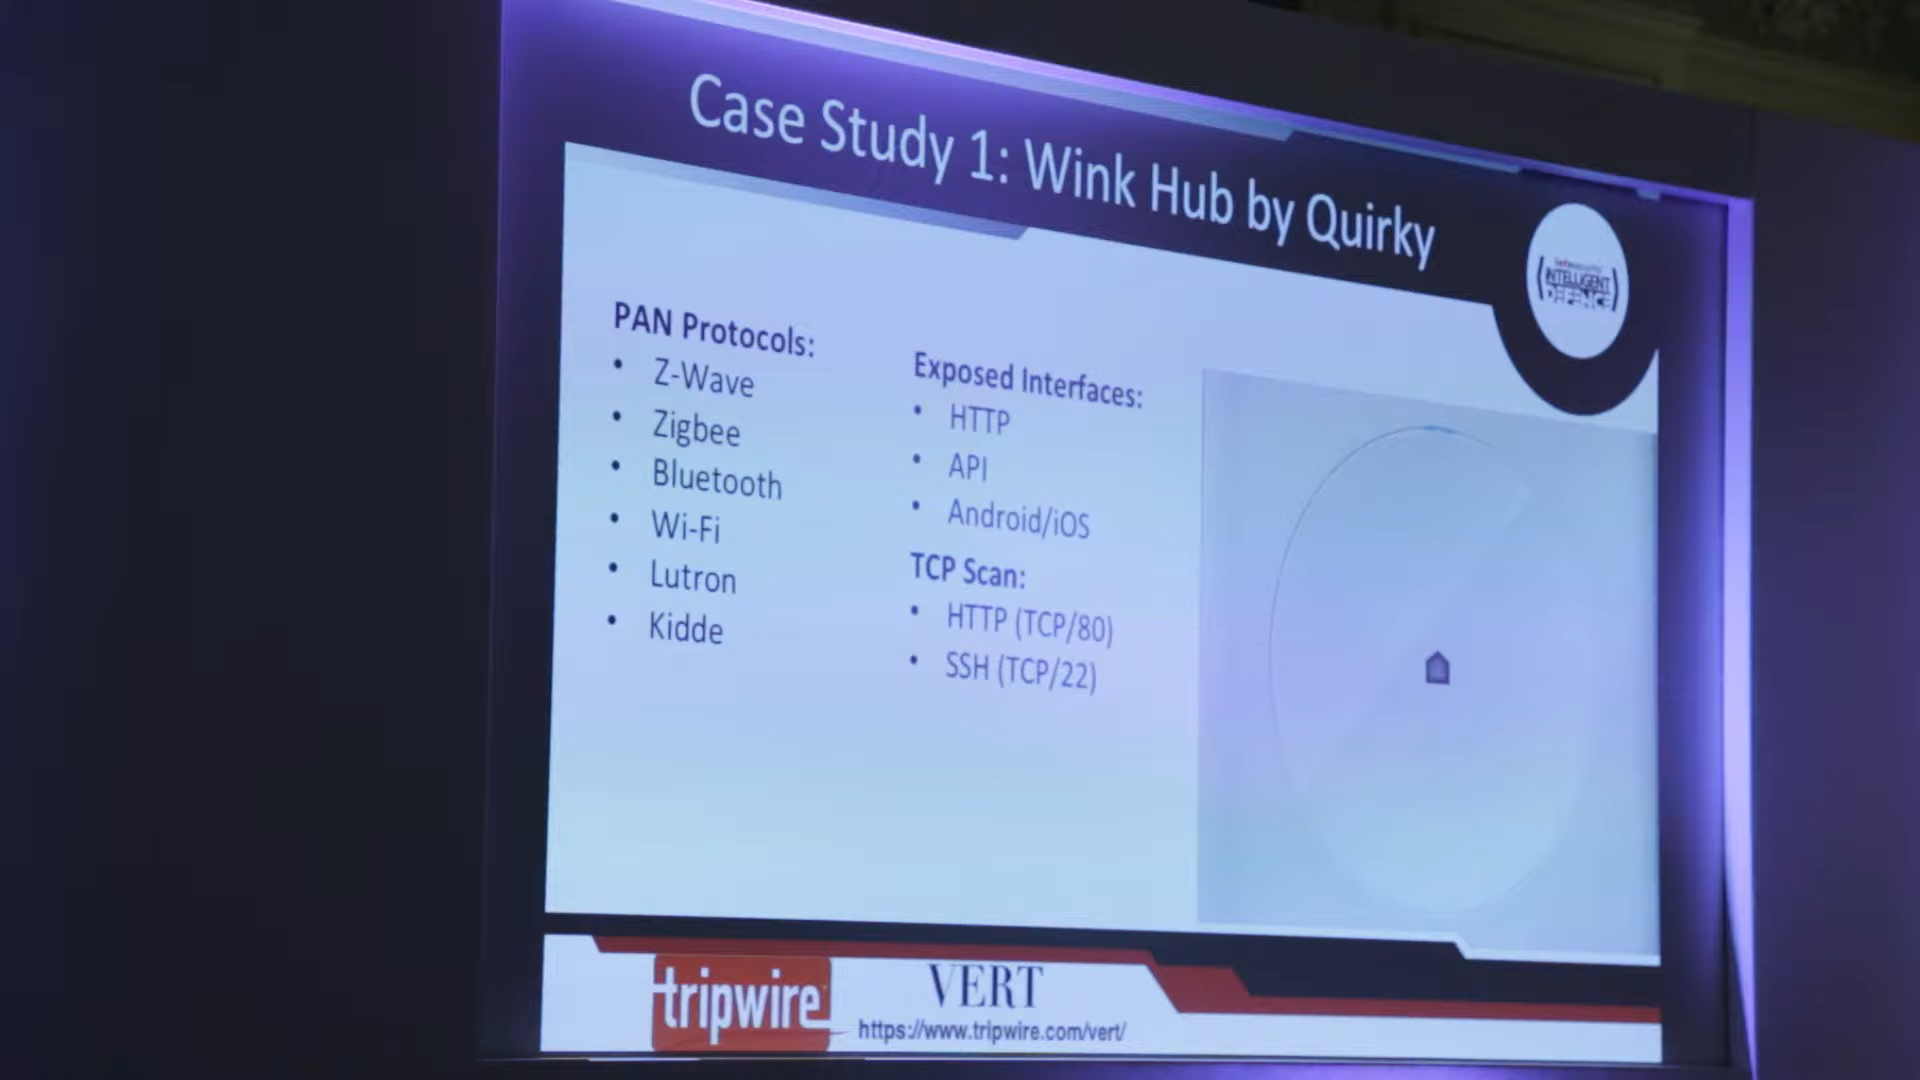 Case Study 1: Wink Hub by Quirky
INTELLIGENT
DEFENCE
PAN Protocols:
• Z-Wave
• Zigbee
• Bluetooth
• Wi-Fi
• Lutron
• Kidde
Exposed Interfaces:
• HTTP
• API
• Android/iOS
TCP Scan:
• HTTP (TCP/80)
• SSH (TCP/22)
tripwire
VERT
https://www.tripwire.com/vert/